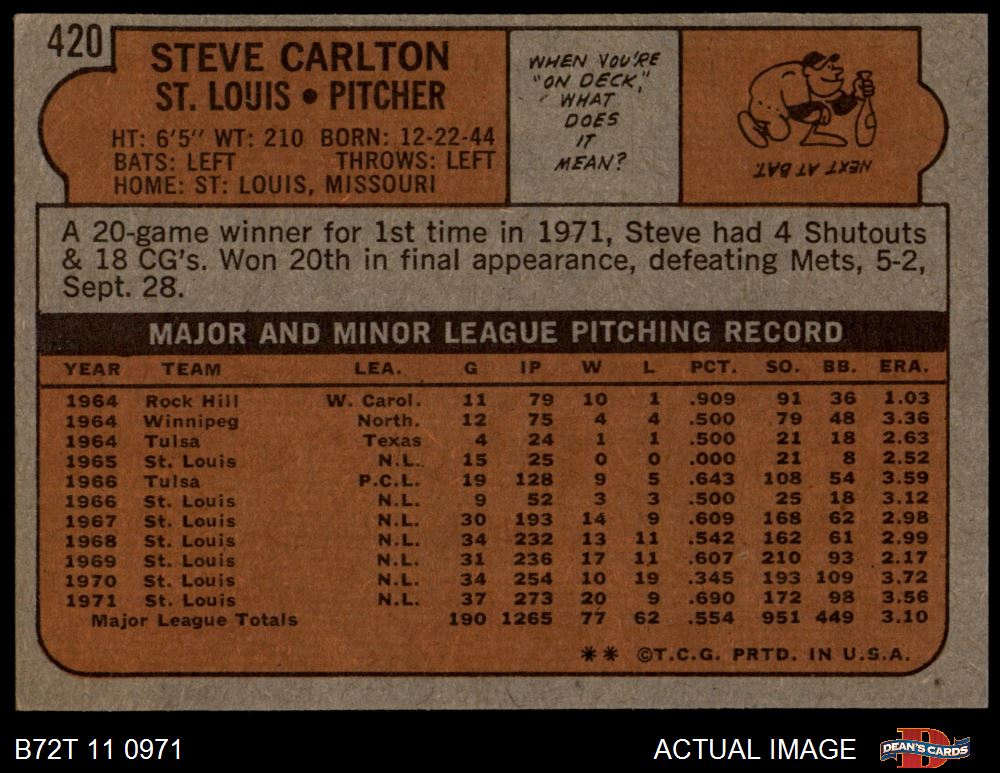 420
STEVE CARLTON
ST. LOUIS • PITCHER
HT: 6'5" WT: 210 BORN: 12-22-44
BATS: LEFT THROWS: LEFT
HOME: ST: LOUIS, MISSOURI
WHEN YOU'RE
"ON DECK,"
WHAT
DOES
IT
MEAN?
NEXT AT BAT.
A 20-game winner for 1st time in 1971, Steve had 4 Shutouts
& 18 CG's. Won 20th in final appearance, defeating Mets, 5-2,
Sept. 28.
MAJOR AND MINOR LEAGUE PITCHING RECORD
YEAR TEAM LEA. G IP W L PCT. SO. BB. ERA.
1964 Rock Hill W. Carol. 11 79 10 1 .909 91 36 1.03
1964 Winnipeg North. 12 75 4 4 .500 79 48 3.36
1964 Tulsa Texas 4 24 1 1 .500 21 18 2.63
1965 St. Louis N.L. 15 25 0 0 .000 21 8 2.52
1966 Tulsa P.C.L. 19 128 9 5 .643 108 54 3.59
1966 St. Louis N.L. 9 52 3 3 .500 25 18 3.12
1967 St. Louis N.L. 30 193 14 9 .609 168 62 2.98
1968 St. Louis N.L. 34 232 13 11 .542 162 61 2.99
1969 St. Louis N.L. 31 236 17 11 .607 210 93 2.17
1970 St. Louis N.L. 34 254 10 19 .345 193 109 3.72
1971 St. Louis N.L. 37 273 20 9 .690 172 98 3.56
Major League Totals 190 1265 77 62 .554 951 449 3.10
** ©T.C.G. PRTD. IN U.S.A.
B72T 11 0971
ACTUAL IMAGE
DEAN'S CARDS